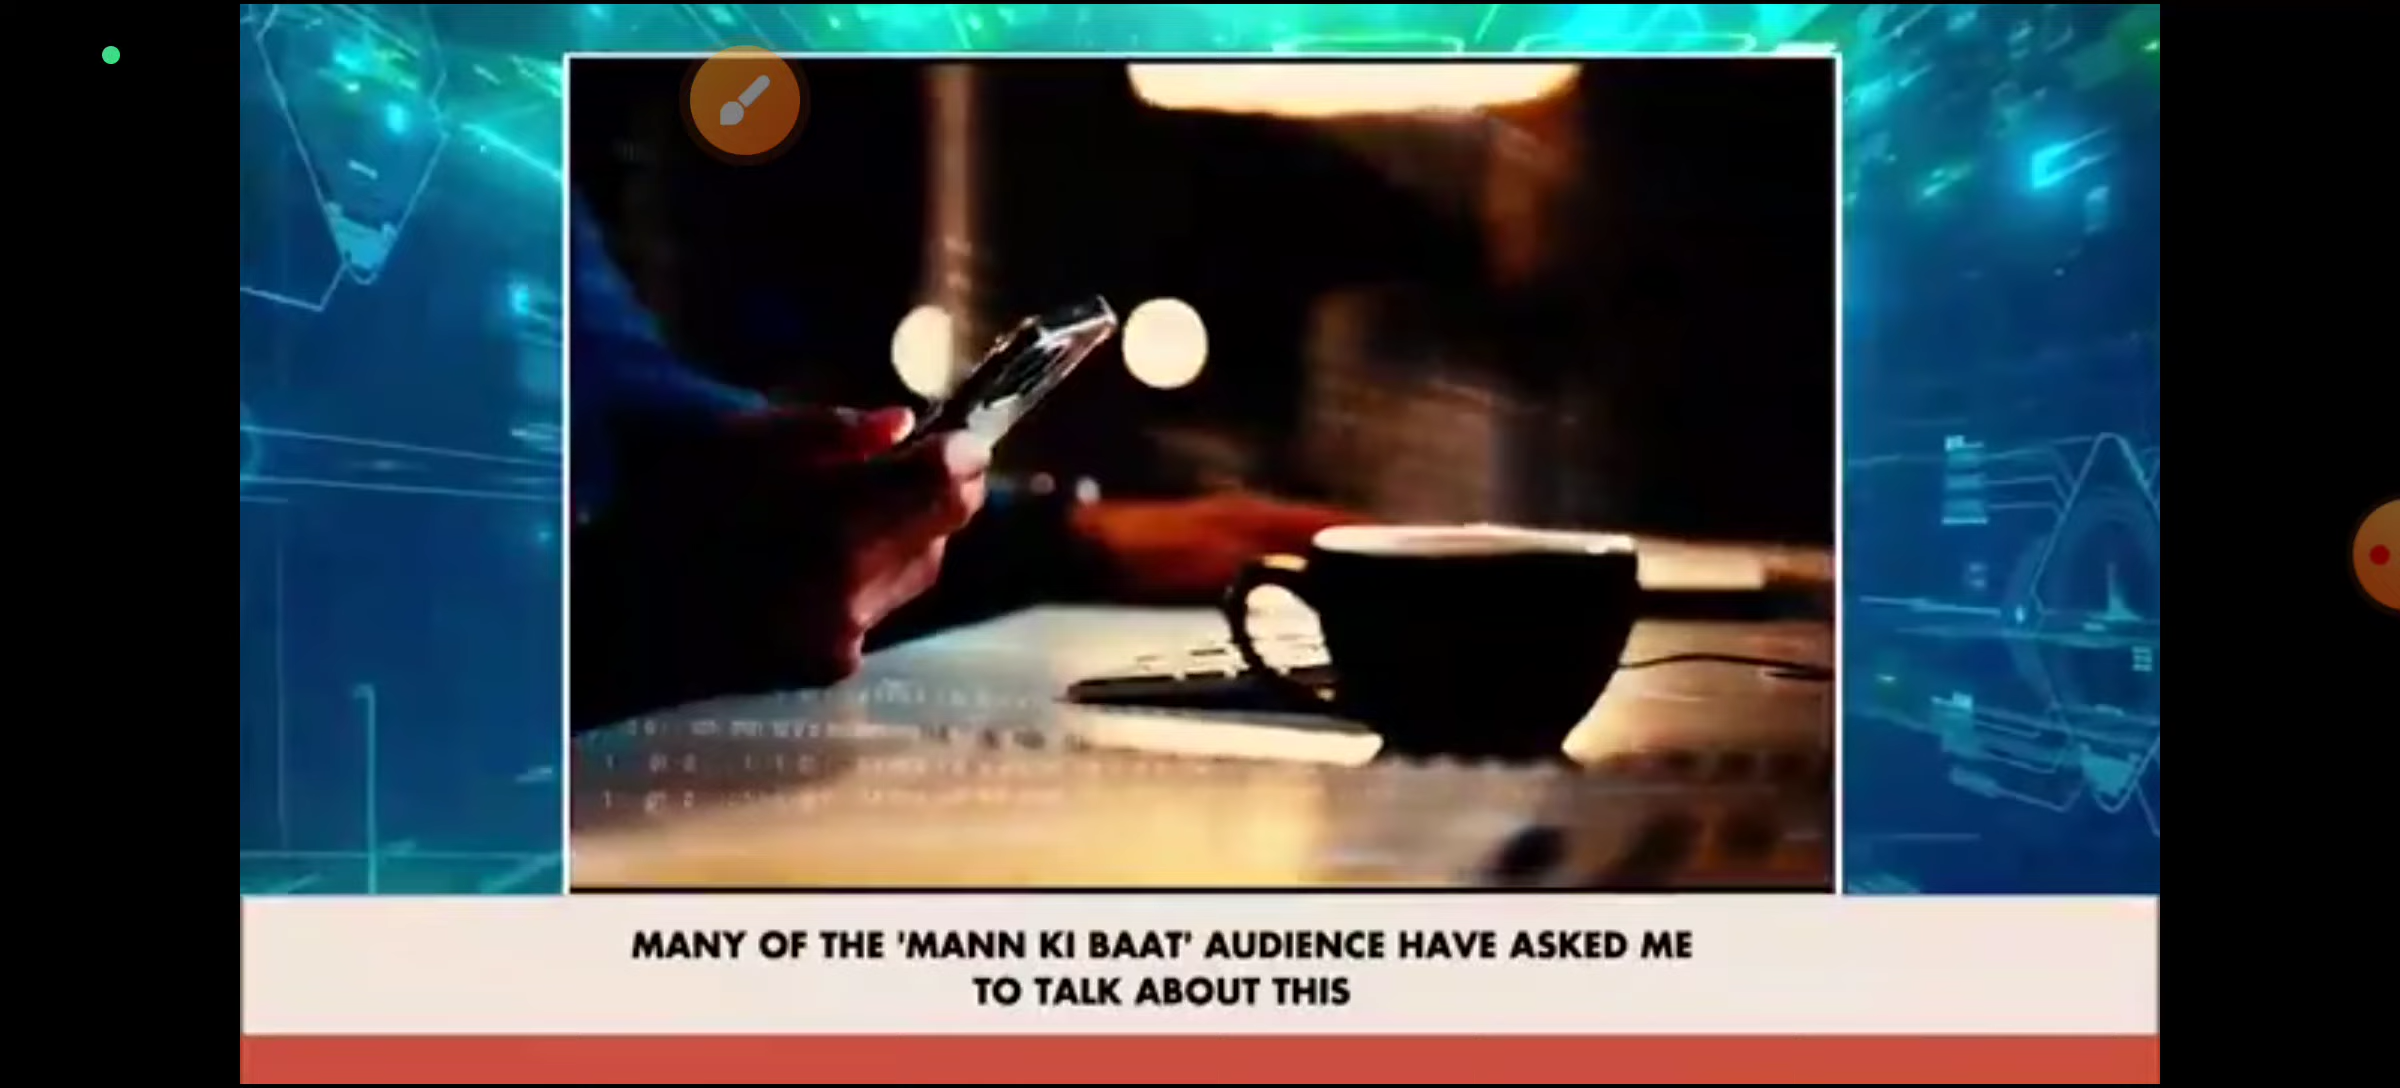 MANY OF THE 'MANN KI BAAT' AUDIENCE HAVE ASKED ME
TO TALK ABOUT THIS